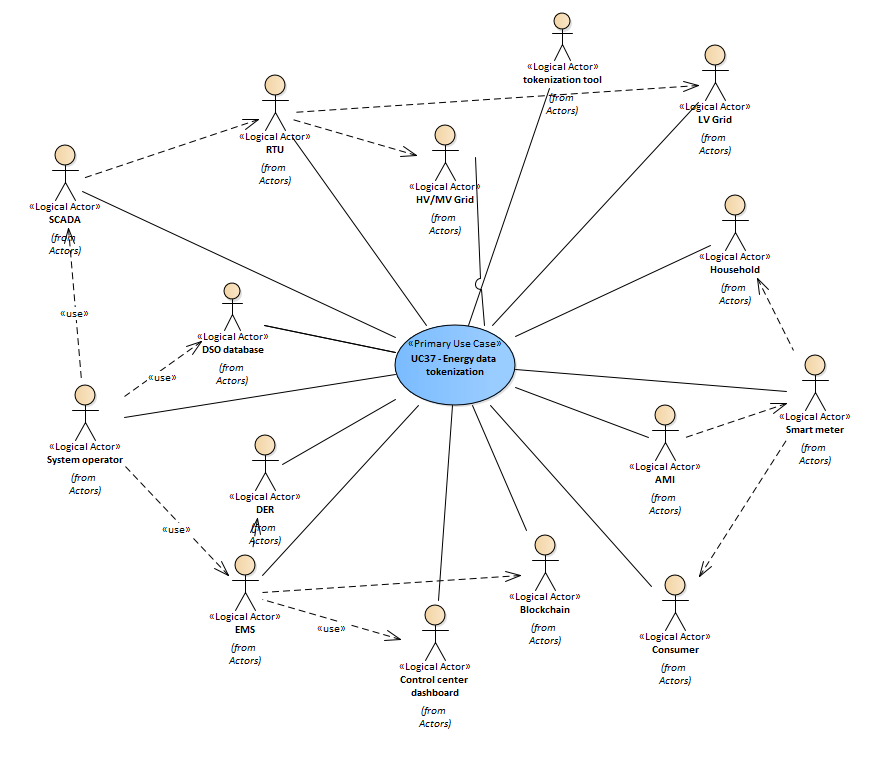 «Logical Actor»
tokenization tool
(from
Actors)
«Logical Actor»
LV Grid
(from
Actors)
«Logical Actor»
RTU
(from
Actors)
«Logical Actor»
HV/MV Grid
(from
Actors)
«Logical Actor»
SCADA
(from
Actors)
«Logical Actor»
Household
(from
Actors)
«use»
«Logical Actor»
DSO database
(from
Actors)
«use»
«Primary Use Case»
UC37 - Energy data
tokenization
«Logical Actor»
Smart meter
(from
Actors)
«Logical Actor»
System operator
(from
Actors)
«Logical Actor»
AMI
(from
Actors)
«Logical Actor»
DER
(from
Actors)
«use»
«Logical Actor»
Blockchain
(from
Actors)
«Logical Actor»
EMS
(from
Actors)
«use»
«Logical Actor»
Consumer
(from
Actors)
«Logical Actor»
Control center
dashboard
(from
Actors)